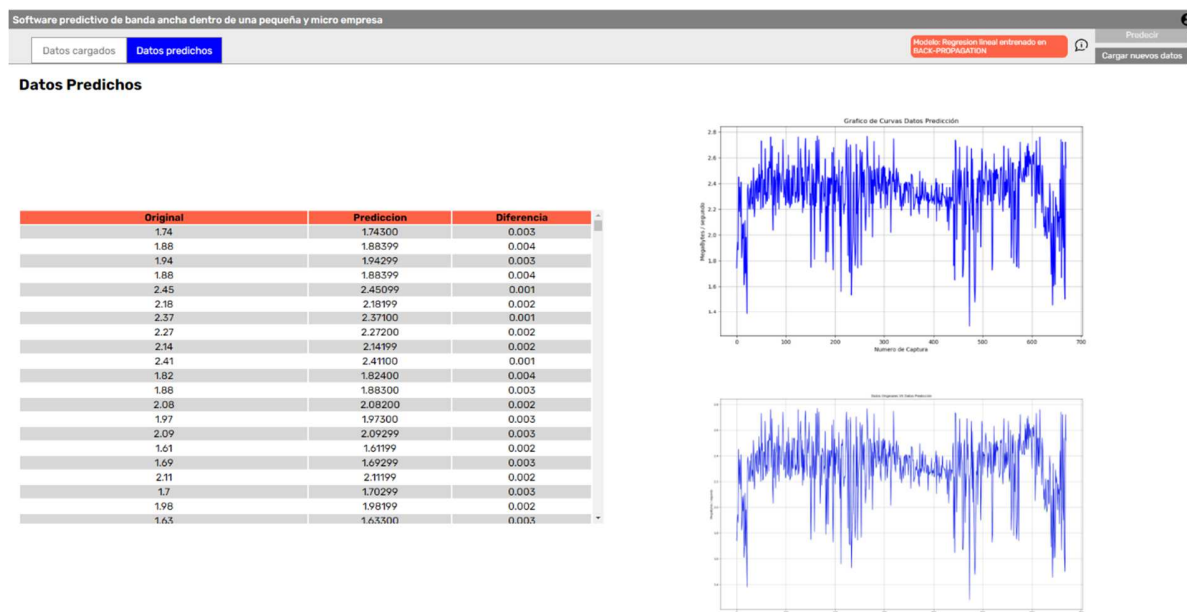 Software predictivo de banda ancha dentro de una pequeña y micro empresa
Datos cargados
Datos predichos
Modelo: Regresion lineal entrenado en
BACK-PROPAGATION
Predecir
Cargar nuevos datos
Datos Predichos
Original Prediccion Diferencia
1.74 1.74300 0.003
1.88 1.88399 0.004
1.94 1.94299 0.003
1.88 1.88399 0.004
2.45 2.45099 0.001
2.18 2.18199 0.002
2.37 2.37100 0.001
2.27 2.27200 0.002
2.14 2.14199 0.002
2.41 2.41100 0.001
1.82 1.82400 0.004
1.88 1.88300 0.003
2.08 2.08200 0.002
1.97 1.97300 0.003
2.09 2.09299 0.003
1.61 1.61199 0.002
1.69 1.69299 0.003
2.11 2.11199 0.002
1.7 1.70299 0.003
1.98 1.98199 0.002
1.63 1.63300 0.003
Grafico de Curvas Datos Predicción
MegaBytes / segundo
2.8
2.6
2.4
2.2
2.0
1.8
1.6
1.4
0 100 200 300 400 500 600 700
Numero de Captura